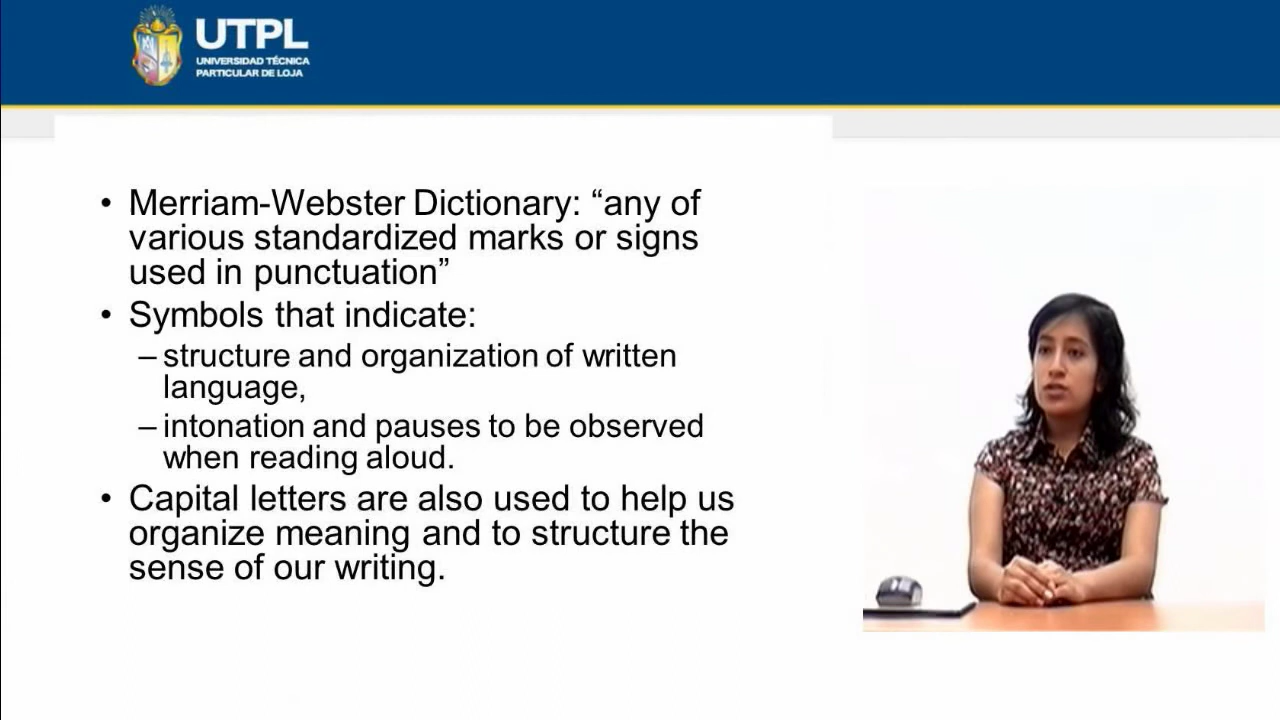 UTPL
UNIVERSIDAD TÉCNICA
PARTICULAR DE LOJA
• Merriam-Webster Dictionary: “any of
various standardized marks or signs
used in punctuation”
• Symbols that indicate:
– structure and organization of written
language,
– intonation and pauses to be observed
when reading aloud.
• Capital letters are also used to help us
organize meaning and to structure the
sense of our writing.